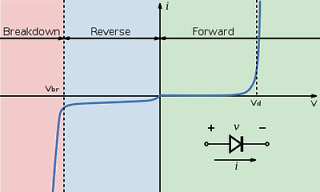 i
Breakdown Reverse Forward
Vbr Vd v
+ v −
i